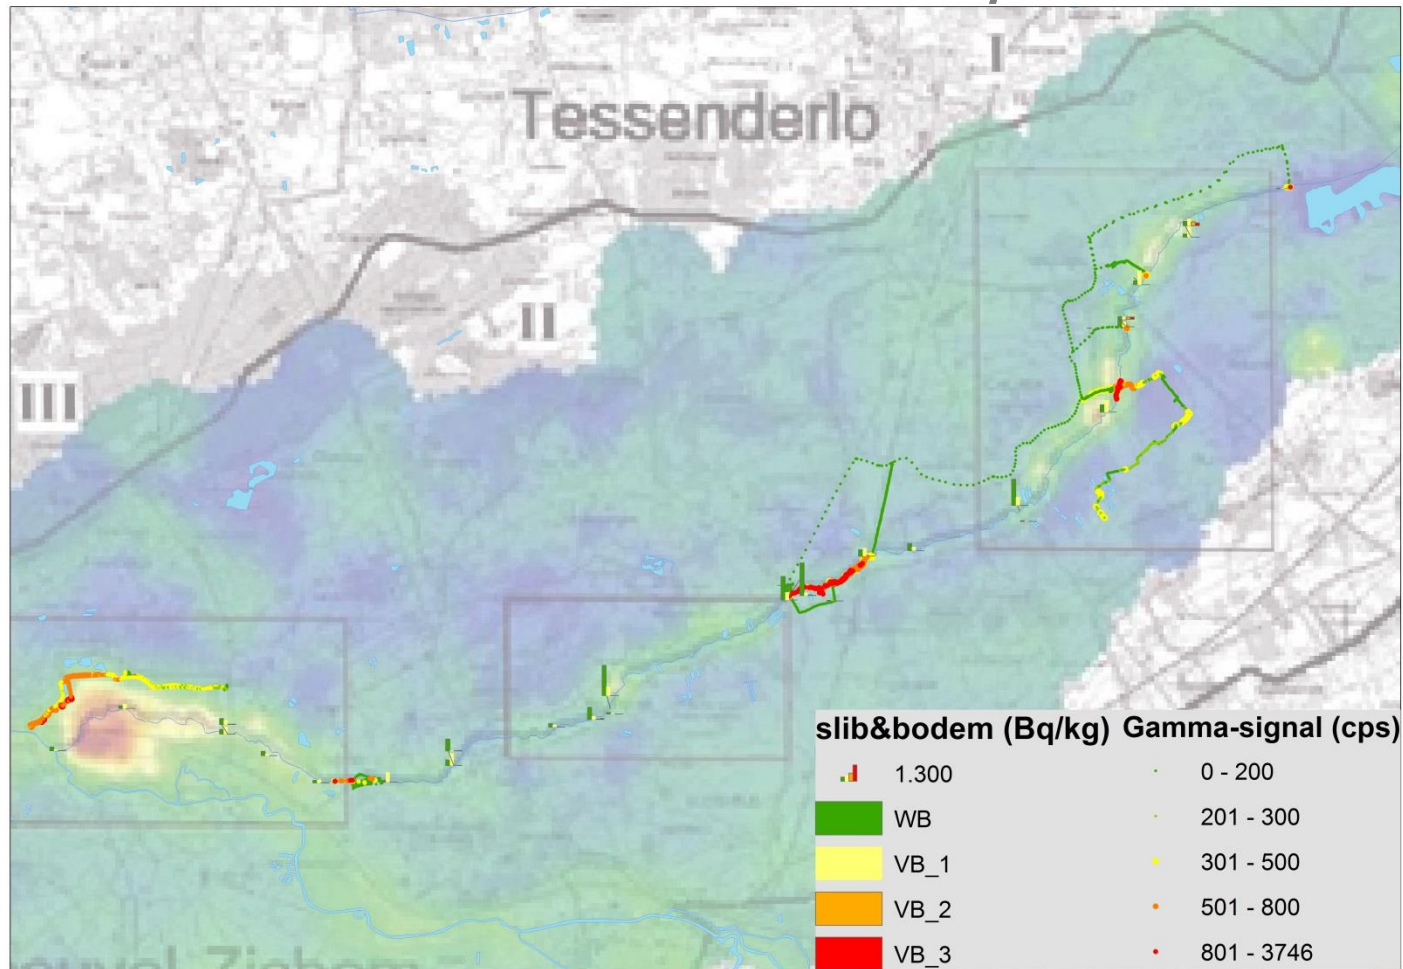 I
Tessenderlo
II
III
slib&bodem (Bq/kg) Gamma-signal (cps)
1.300 0 - 200
WB 201 - 300
VB_1 301 - 500
VB_2 501 - 800
VB_3 801 - 3746